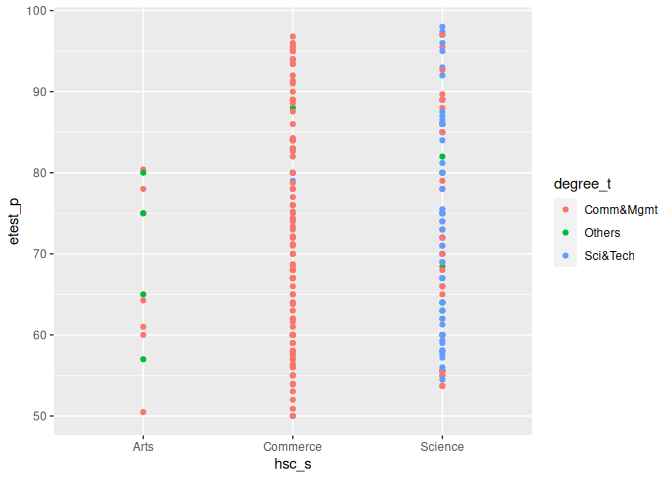 100
90
80
70
60
50
etest_p
Arts
Commerce
Science
hsc_s
degree_t
Comm&Mgmt
Others
Sci&Tech